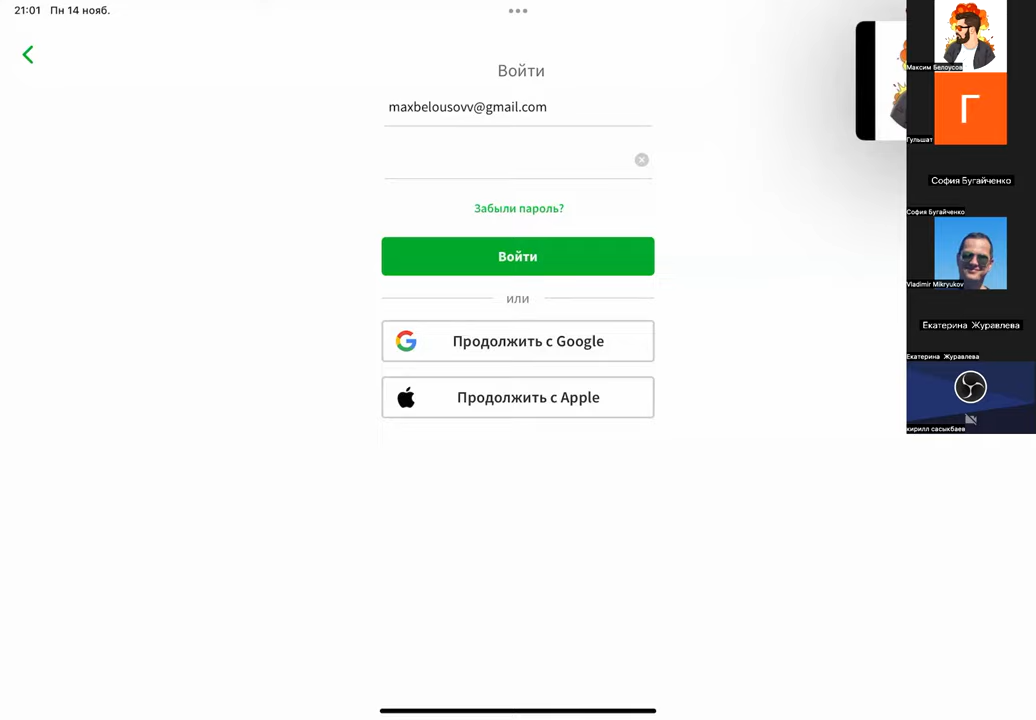 21:01 Пн 14 нояб.
Войти
maxbelousovv@gmail.com
Забыли пароль?
Войти
или
Продолжить с Google
Продолжить с Apple
Максим Белоусов
Г
Гульшат
София Бугайченко
София Бугайченко
Vladimir Mikryukov
Екатерина Журавлева
Екатерина Журавлева
кирилл сасыкбаев